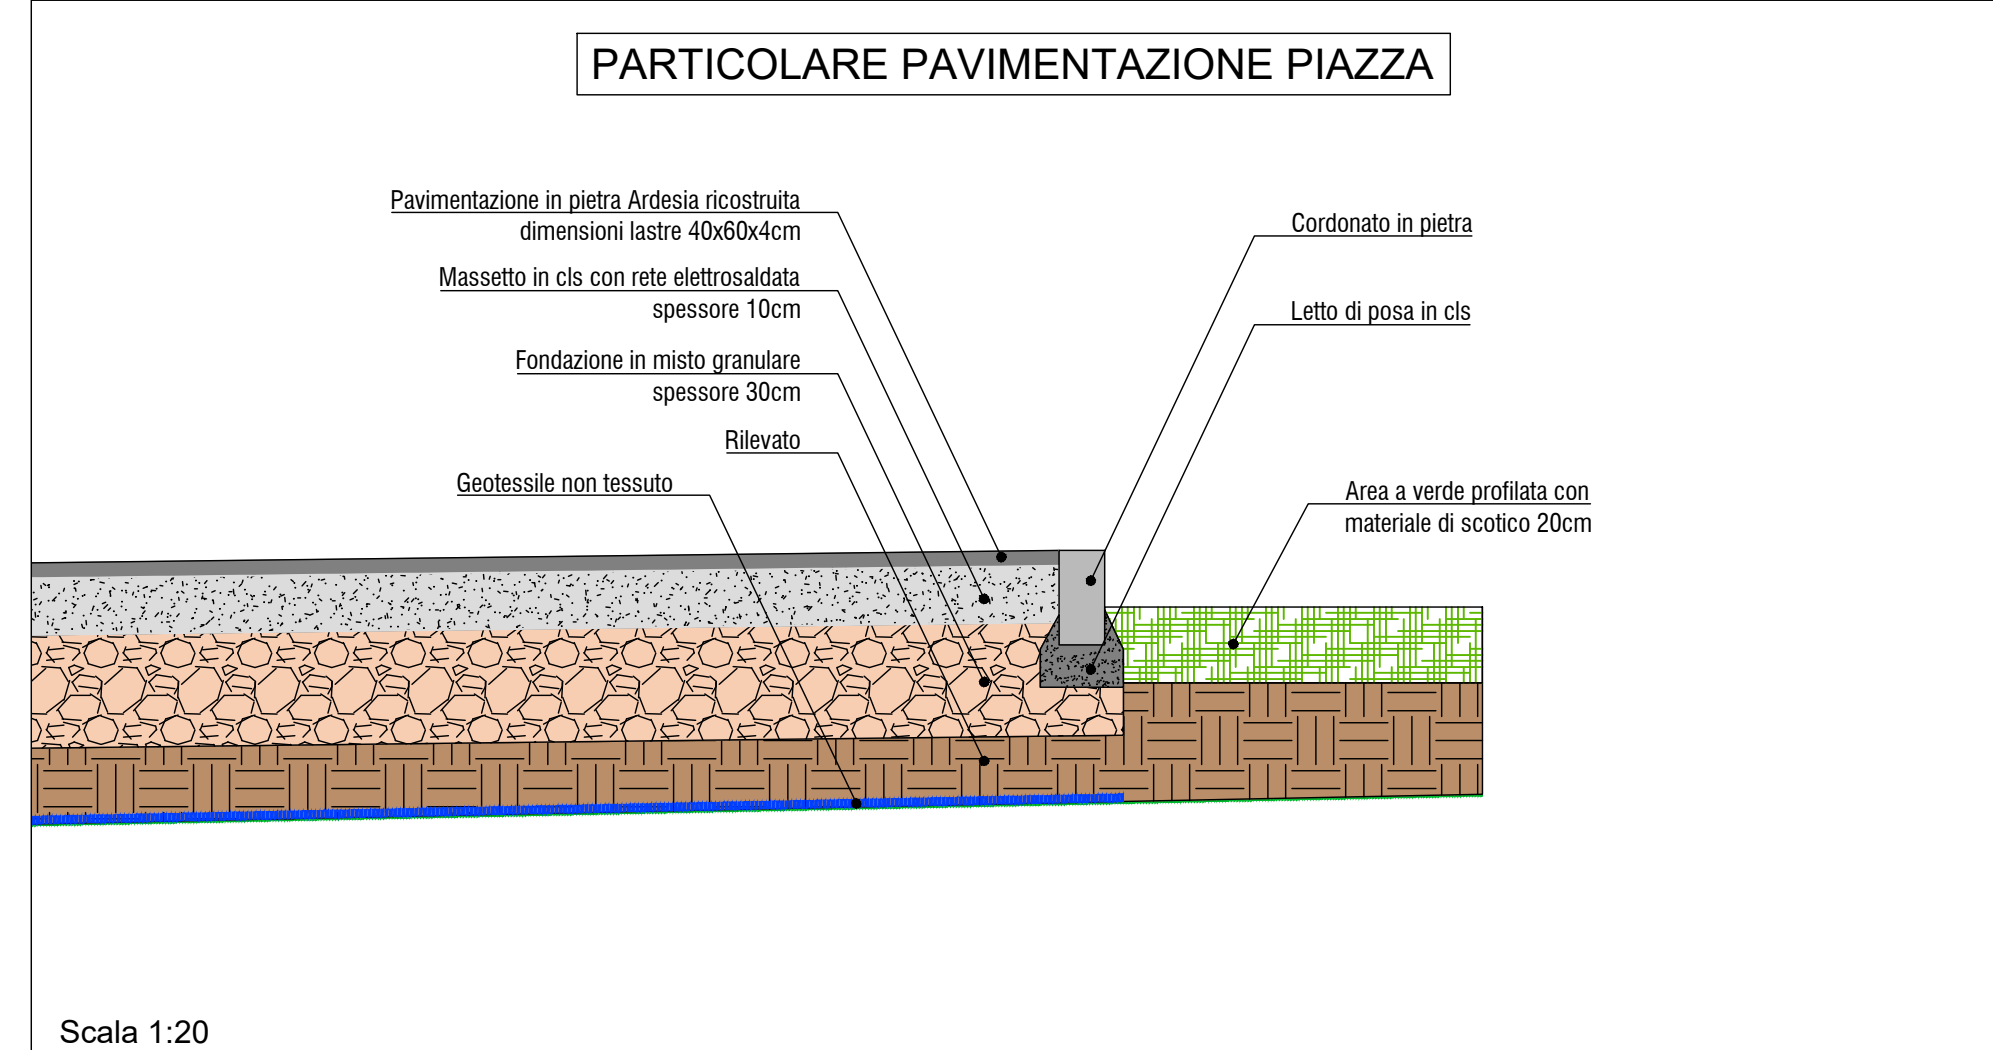 PARTICOLARE PAVIMENTAZIONE PIAZZA
Pavimentazione in pietra Ardesia ricostruita
dimensioni lastre 40x60x4cm
Massetto in cls con rete elettrosaldata
spessore 10cm
Fondazione in misto granulare
spessore 30cm
Rilevato
Geotessile non tessuto
Cordonato in pietra
Letto di posa in cls
Area a verde profilata con
materiale di scotico 20cm
Scala 1:20